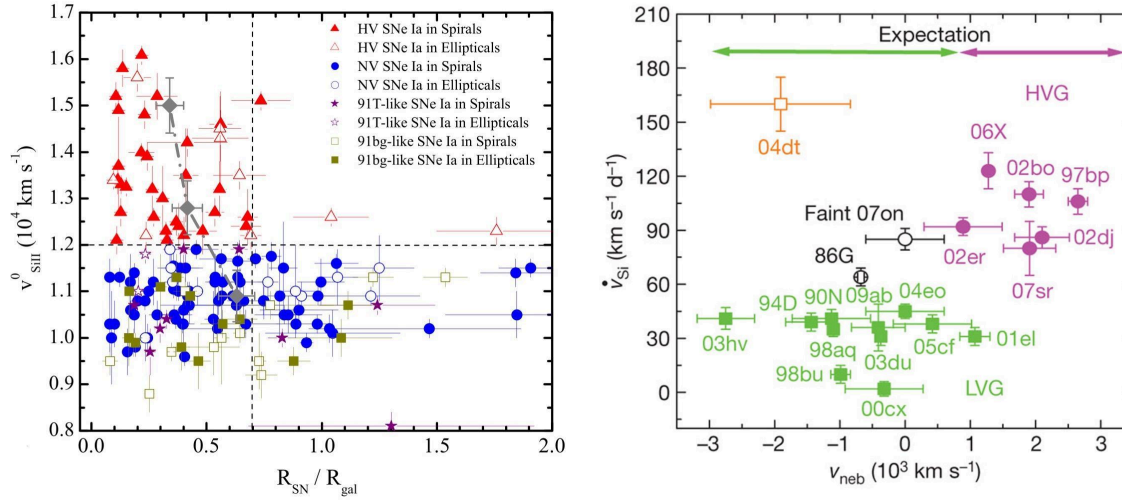 1.7
1.6
1.5
1.4
1.3
1.2
1.1
1.0
0.9
0.8
v⁰SiII (10⁴ km s⁻¹)
HV SNe Ia in Spirals
HV SNe Ia in Ellipticals
NV SNe Ia in Spirals
NV SNe Ia in Ellipticals
91T-like SNe Ia in Spirals
91T-like SNe Ia in Ellipticals
91bg-like SNe Ia in Spirals
91bg-like SNe Ia in Ellipticals
0.0 0.5 1.0 1.5 2.0
R_SN / R_gal
210
180
150
120
90
60
30
0
v̇Si (km s⁻¹ d⁻¹)
Expectation
HVG
04dt
06X
02bo
97bp
Faint 07on
02er
02dj
86G
07sr
94D
90N
09ab
04eo
03hv
98aq
03du
05cf
01el
98bu
00cx
LVG
−3 −2 −1 0 1 2 3
vneb (10³ km s⁻¹)